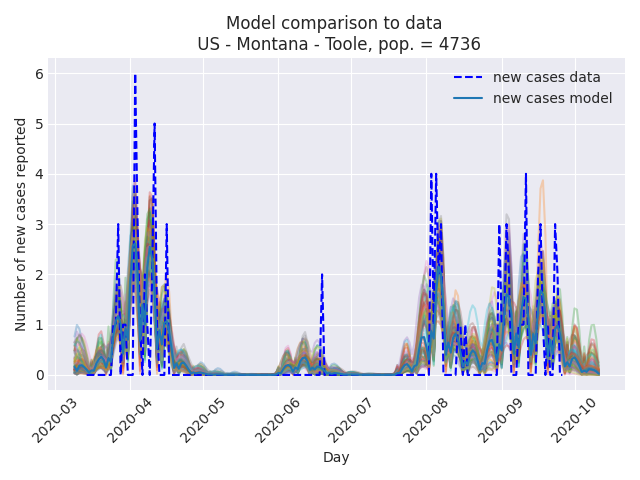 Model comparison to data
US - Montana - Toole, pop. = 4736
new cases data
new cases model
Number of new cases reported
6
5
4
3
2
1
0
2020-03
2020-04
2020-05
2020-06
2020-07
2020-08
2020-09
2020-10
Day